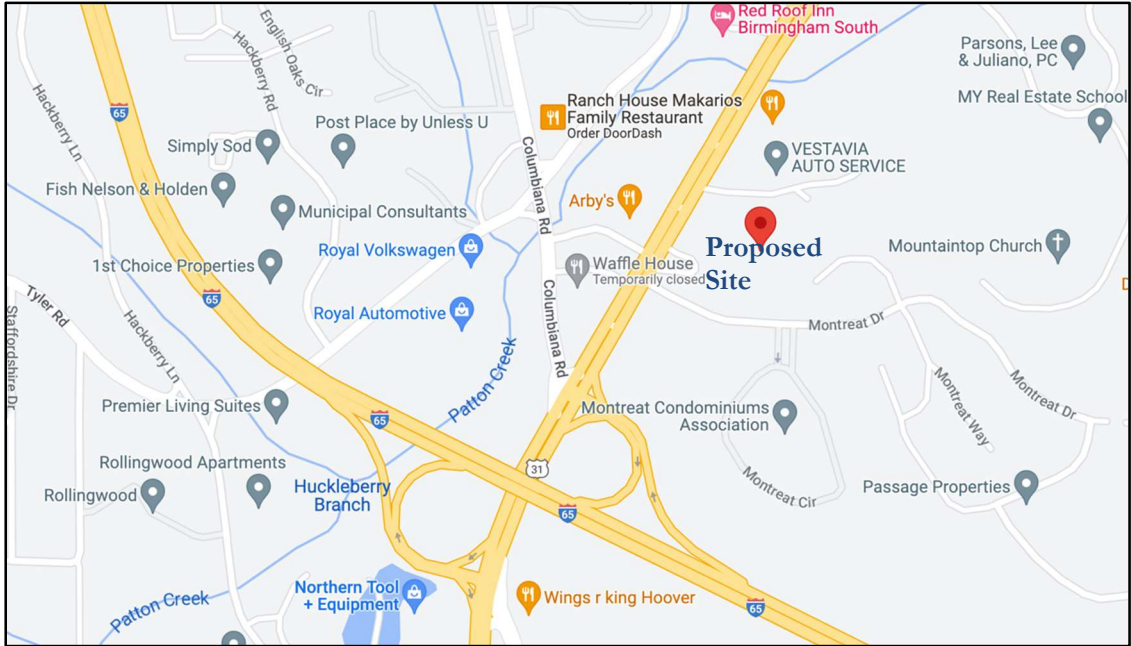 Red Roof Inn
Birmingham South
Parsons, Lee
& Juliano, PC
English Oaks Cir
Hackberry Rd
65
Hackberry Ln
MY Real Estate School
Ranch House Makarios
Family Restaurant
Order DoorDash
Post Place by Unless U
Simply Sod
Columbiana Rd
VESTAVIA
AUTO SERVICE
Fish Nelson & Holden
Arby's
Municipal Consultants
Proposed
Site
Mountaintop Church
Royal Volkswagen
Waffle House
Temporarily closed
1st Choice Properties
65
Tyler Rd
Staffordshire Dr
Hackberry Ln
Royal Automotive
Columbiana Rd
Montreat Dr
Patton Creek
Montreat Way
Montreat Dr
Premier Living Suites
65
Montreat Condominiums
Association
Rollingwood Apartments
31
Rollingwood
Huckleberry
Branch
65
Montreat Cir
Passage Properties
Northern Tool
+ Equipment
Wings r king Hoover
65
Patton Creek